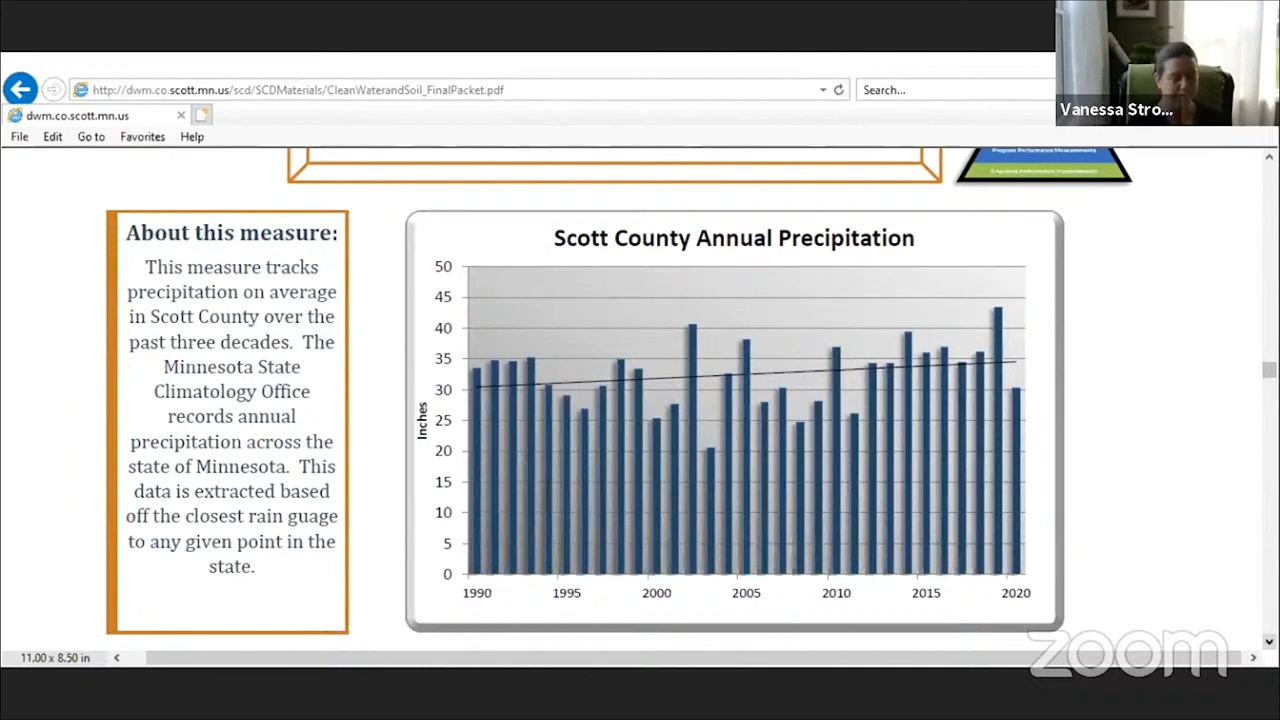 Vanessa Stro...
http://dwm.co.scott.mn.us/scd/SCDMaterials/CleanWaterandSoil_FinalPacket.pdf
Search...
dwm.co.scott.mn.us
File Edit Go to Favorites Help
Program Performance Measurements
About this measure:
This measure tracks
precipitation on average
in Scott County over the
past three decades. The
Minnesota State
Climatology Office
records annual
precipitation across the
state of Minnesota. This
data is extracted based
off the closest rain guage
to any given point in the
state.
Scott County Annual Precipitation
Inches
50
45
40
35
30
25
20
15
10
5
0
1990 1995 2000 2005 2010 2015 2020
11.00 x 8.50 in
zoom